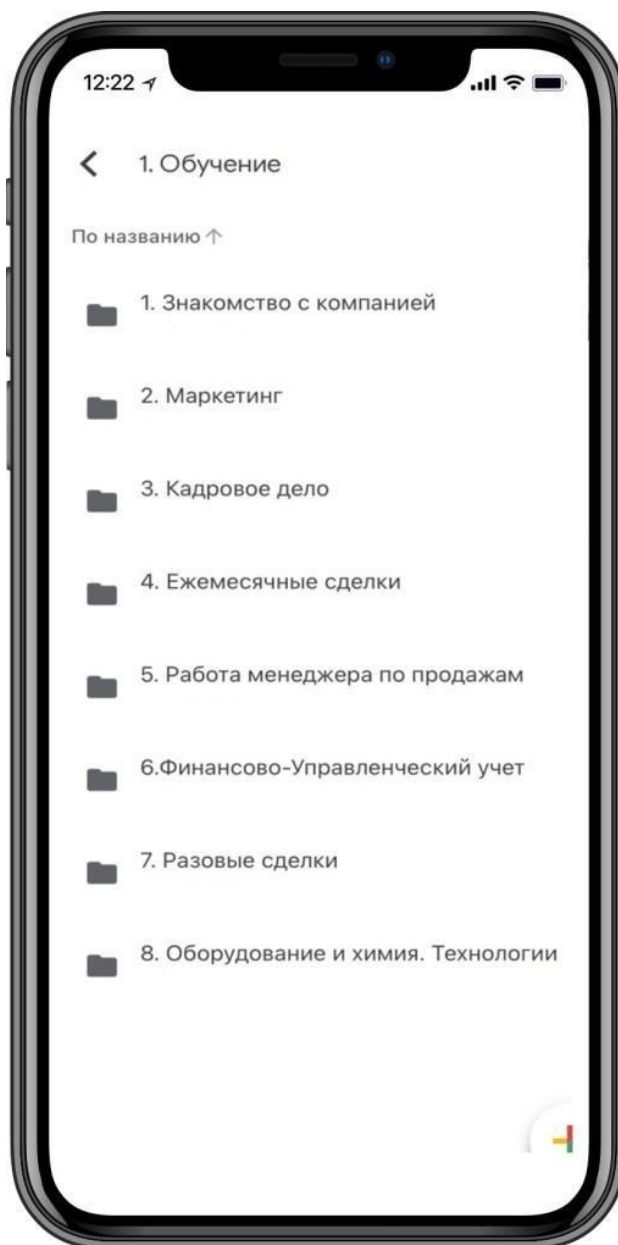 12:22
1. Обучение
По названию ↑
1. Знакомство с компанией
2. Маркетинг
3. Кадровое дело
4. Ежемесячные сделки
5. Работа менеджера по продажам
6.Финансово-Управленческий учет
7. Разовые сделки
8. Оборудование и химия. Технологии